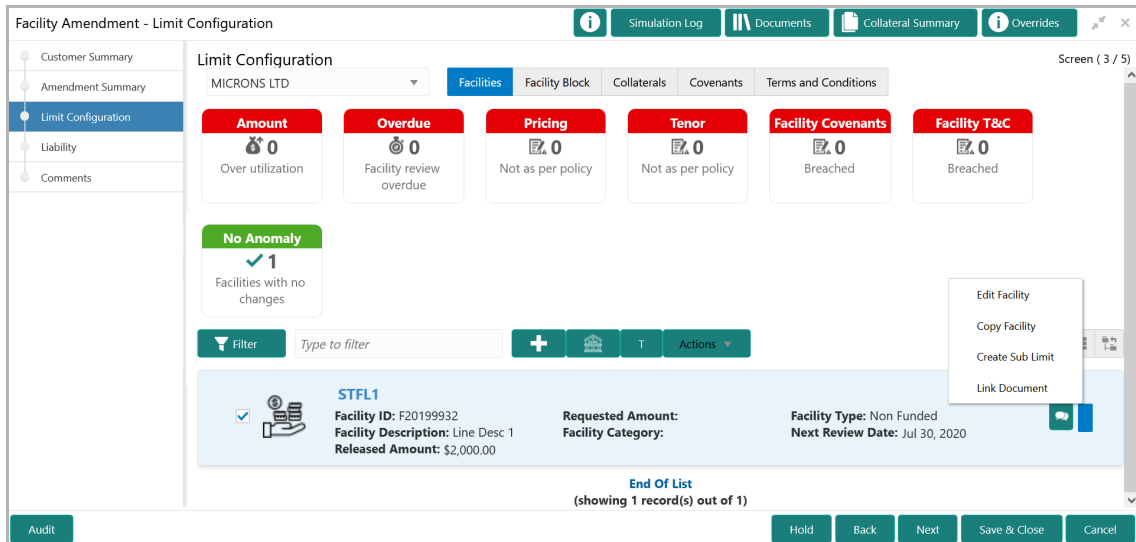 Facility Amendment - Limit Configuration
i Simulation Log Documents Collateral Summary i Overrides
Customer Summary
Amendment Summary
Limit Configuration
Liability
Comments
Limit Configuration
Screen ( 3 / 5)
MICRONS LTD
Facilities Facility Block Collaterals Covenants Terms and Conditions
Amount
0
Over utilization
Overdue
0
Facility review
overdue
Pricing
0
Not as per policy
Tenor
0
Not as per policy
Facility Covenants
0
Breached
Facility T&C
0
Breached
No Anomaly
1
Facilities with no
changes
Edit Facility
Copy Facility
Create Sub Limit
Link Document
Filter Type to filter T Actions
STFL1
Facility ID: F20199932 Requested Amount: Facility Type: Non Funded
Facility Description: Line Desc 1 Facility Category: Next Review Date: Jul 30, 2020
Released Amount: $2,000.00
End Of List
(showing 1 record(s) out of 1)
Audit Hold Back Next Save & Close Cancel